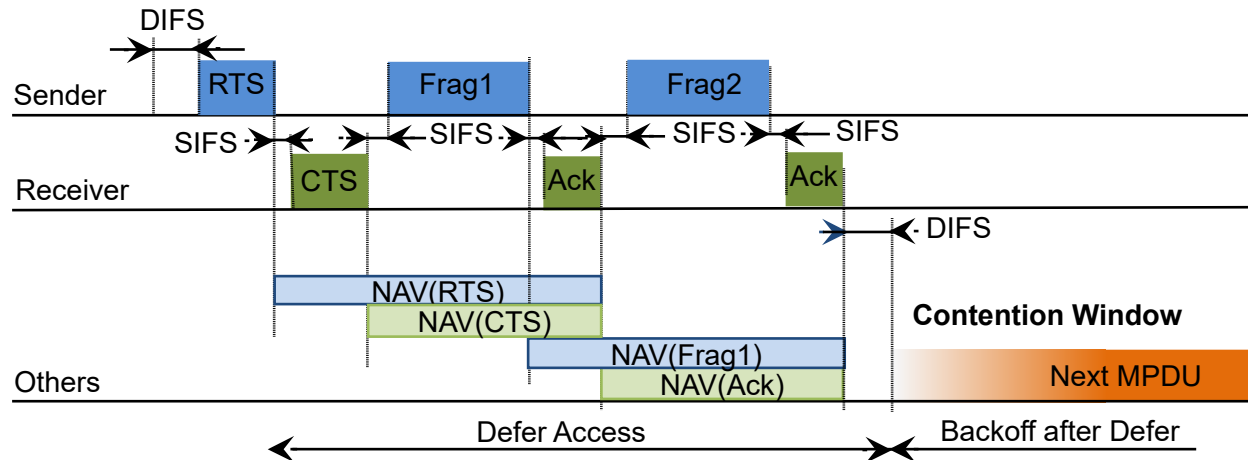 DIFS
RTS
Frag1
Frag2
Sender
SIFS
SIFS
SIFS
SIFS
CTS
Ack
Ack
Receiver
DIFS
NAV(RTS)
NAV(CTS)
Contention Window
NAV(Frag1)
Next MPDU
NAV(Ack)
Others
Defer Access
Backoff after Defer